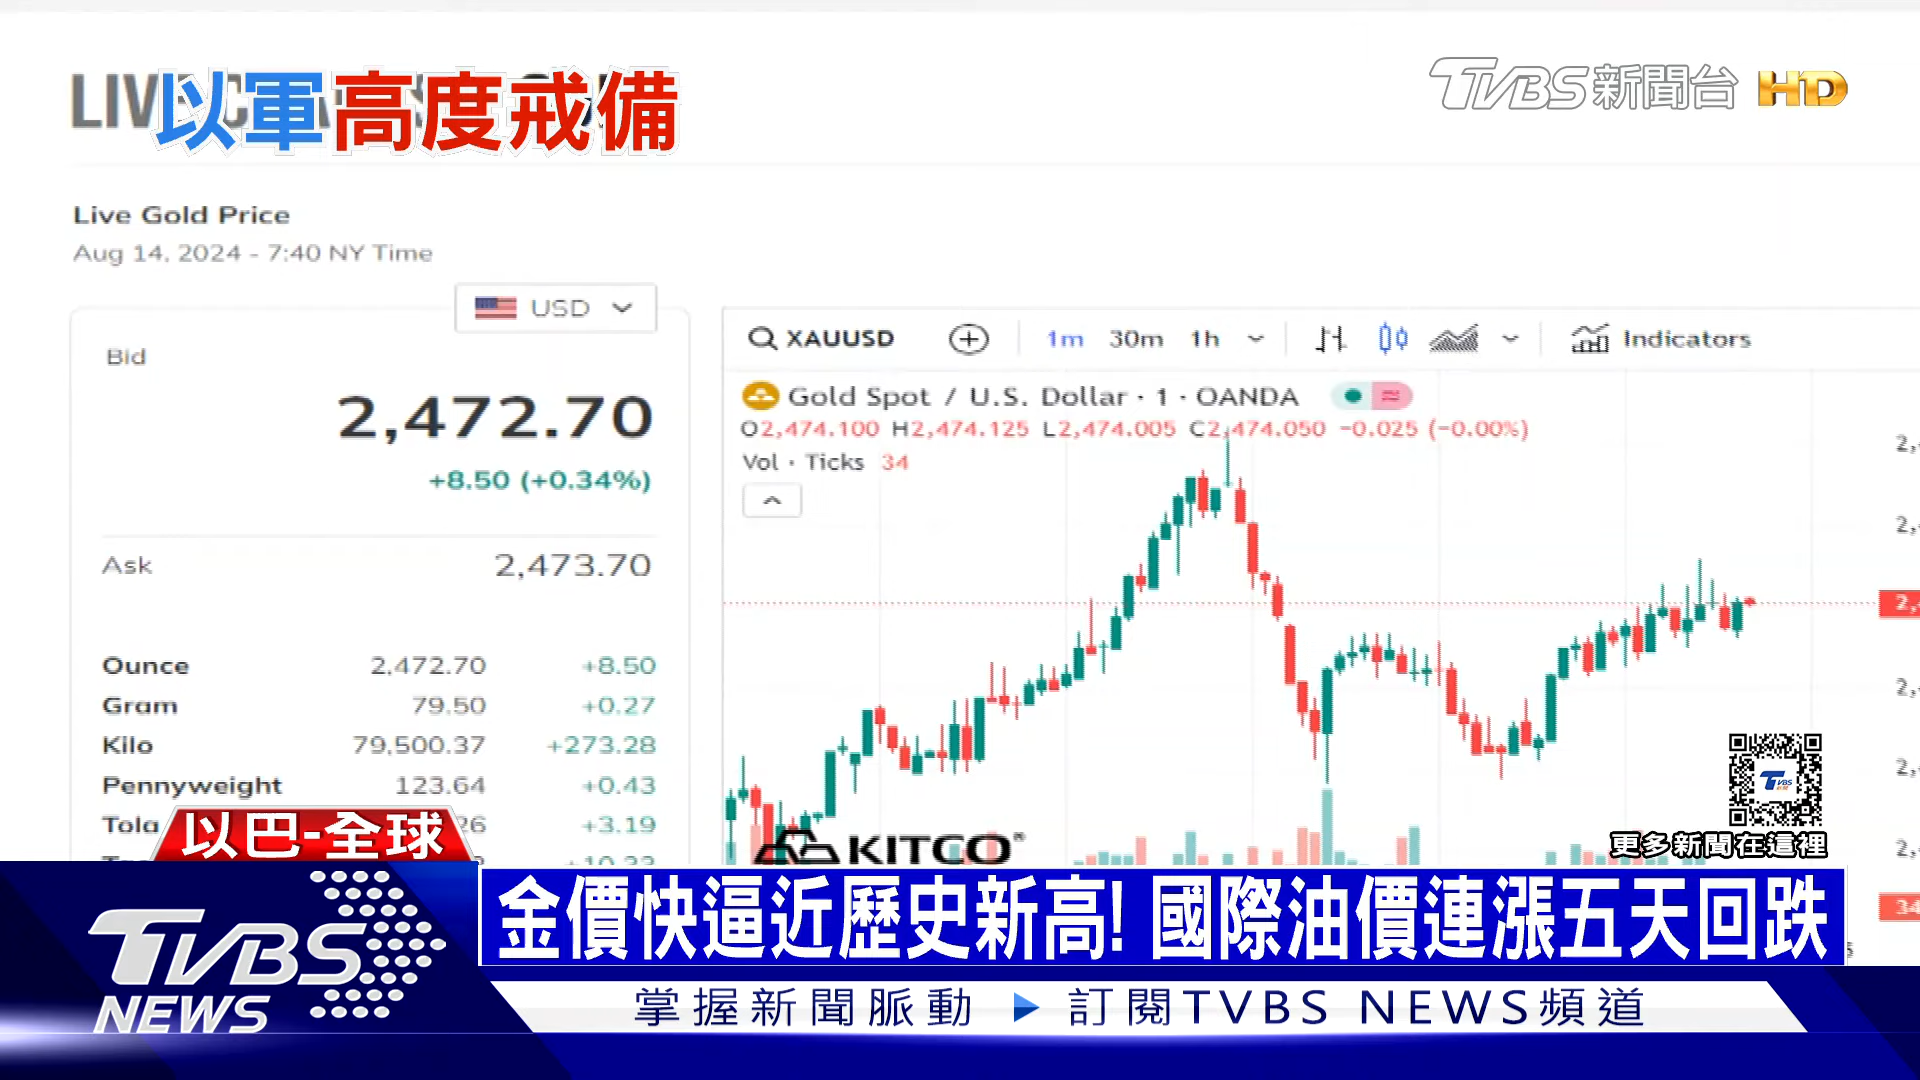 以軍高度戒備
TVBS新聞台 HD
Live Gold Price
Aug 14, 2024 - 7:40 NY Time
USD
Bid
2,472.70
+8.50 (+0.34%)
Ask 2,473.70
Ounce 2,472.70 +8.50
Gram 79.50 +0.27
Kilo 79,500.37 +273.28
Pennyweight 123.64 +0.43
Tola 26 +3.19
XAUUSD 1m 30m 1h Indicators
Gold Spot / U.S. Dollar · 1 · OANDA
O2,474.100 H2,474.125 L2,474.005 C2,474.050 −0.025 (−0.00%)
Vol · Ticks 34
KITCO®
34
TVBS
更多新聞在這裡
以巴-全球
金價快逼近歷史新高! 國際油價連漲五天回跌
TVBS NEWS
掌握新聞脈動 ▶ 訂閱TVBS NEWS頻道